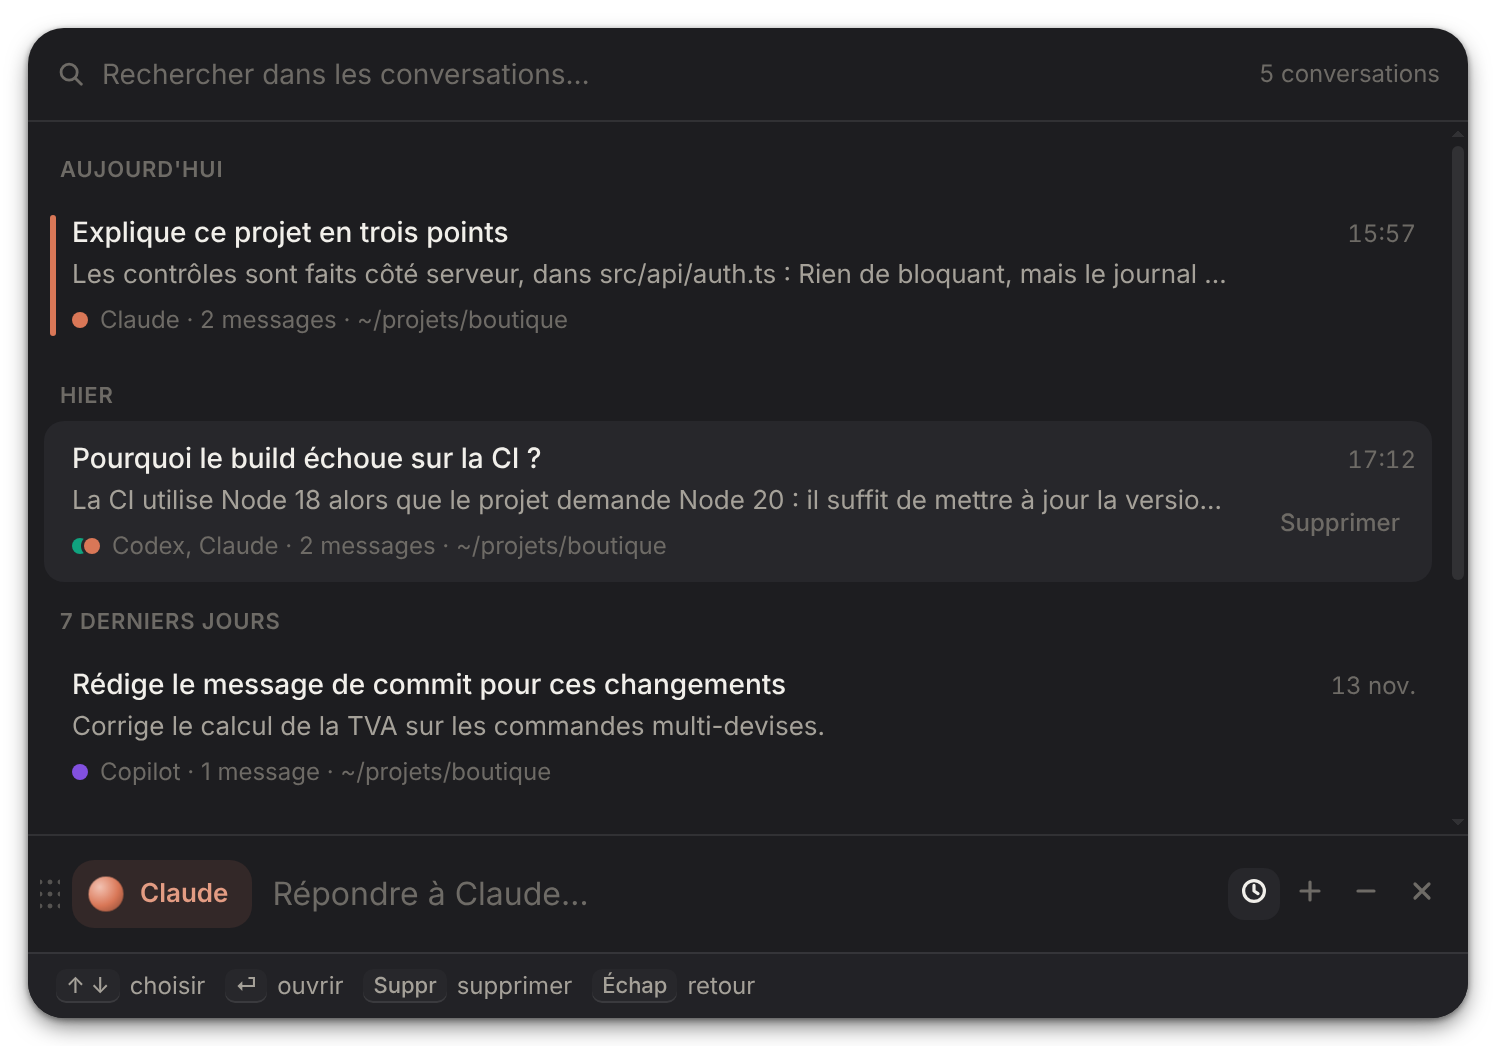 Rechercher dans les conversations... 5 conversations
AUJOURD'HUI
Explique ce projet en trois points 15:57
Les contrôles sont faits côté serveur, dans src/api/auth.ts : Rien de bloquant, mais le journal ...
Claude · 2 messages · ~/projets/boutique
HIER
Pourquoi le build échoue sur la CI ? 17:12
La CI utilise Node 18 alors que le projet demande Node 20 : il suffit de mettre à jour la versio...
Supprimer
Codex, Claude · 2 messages · ~/projets/boutique
7 DERNIERS JOURS
Rédige le message de commit pour ces changements 13 nov.
Corrige le calcul de la TVA sur les commandes multi-devises.
Copilot · 1 message · ~/projets/boutique
Claude Répondre à Claude...
↑ ↓ choisir ↵ ouvrir Suppr supprimer Échap retour